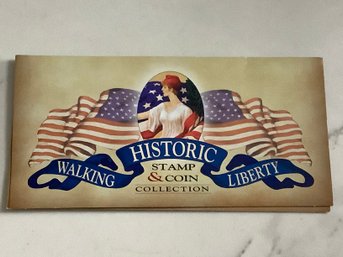 HISTORIC
WALKING STAMP LIBERTY
& COIN
COLLECTION